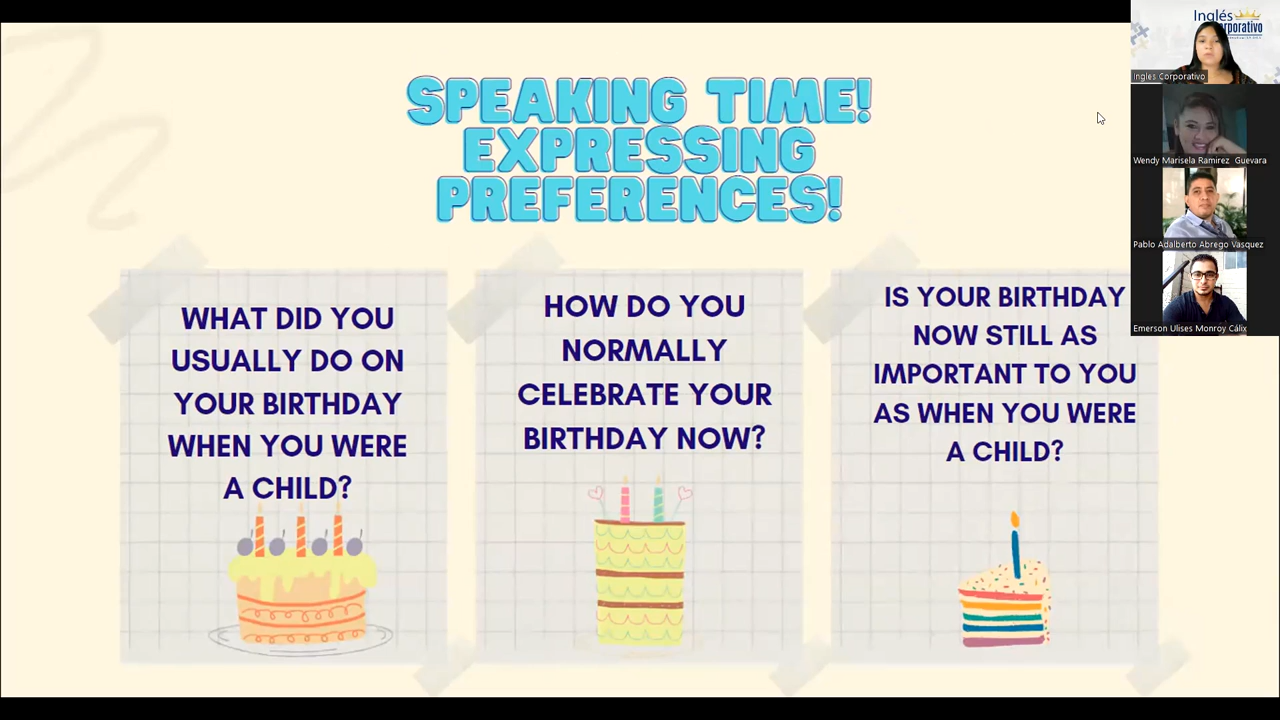 SPEAKING TIME!
EXPRESSING
PREFERENCES!
WHAT DID YOU
USUALLY DO ON
YOUR BIRTHDAY
WHEN YOU WERE
A CHILD?
HOW DO YOU
NORMALLY
CELEBRATE YOUR
BIRTHDAY NOW?
IS YOUR BIRTHDAY
NOW STILL AS
IMPORTANT TO YOU
AS WHEN YOU WERE
A CHILD?
Inglés
Ingles Corporativo
Wendy Marisela Ramirez Guevara
Pablo Adalberto Abrego Vasquez
Emerson Ulises Monroy Cálix